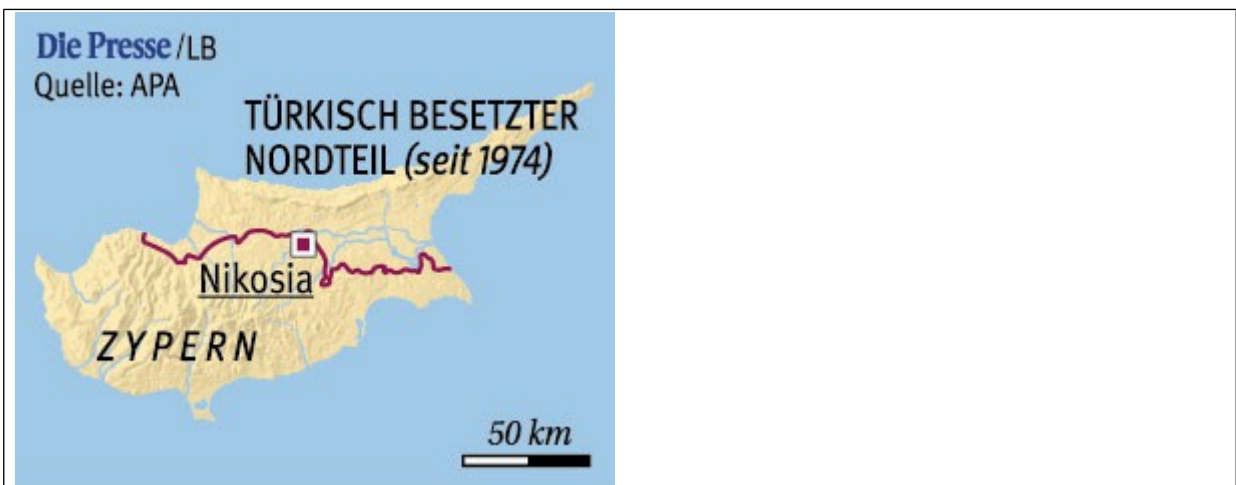 Die Presse /LB
Quelle: APA
TÜRKISCH BESETZTER
NORDTEIL (seit 1974)
Nikosia
ZYPERN
50 km